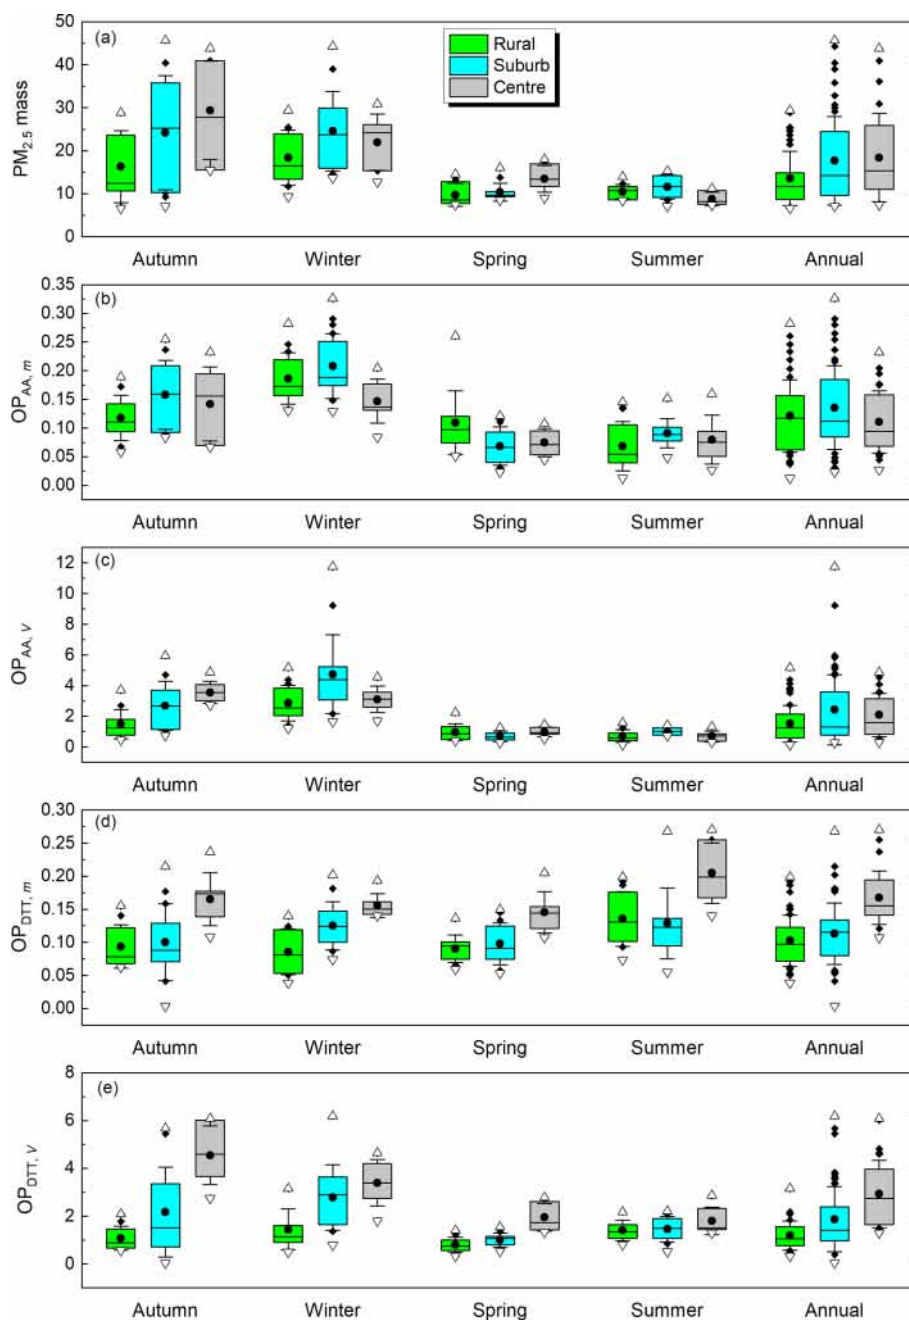 (a)
Rural
Suburb
Centre
PM2.5 mass
50
40
30
20
10
0
Autumn Winter Spring Summer Annual
(b)
OPAA, m
0.35
0.30
0.25
0.20
0.15
0.10
0.05
0.00
Autumn Winter Spring Summer Annual
(c)
OPAA, V
12
10
8
6
4
2
0
Autumn Winter Spring Summer Annual
(d)
OPDTT, m
0.30
0.25
0.20
0.15
0.10
0.05
0.00
Autumn Winter Spring Summer Annual
(e)
OPDTT, V
8
6
4
2
0
Autumn Winter Spring Summer Annual